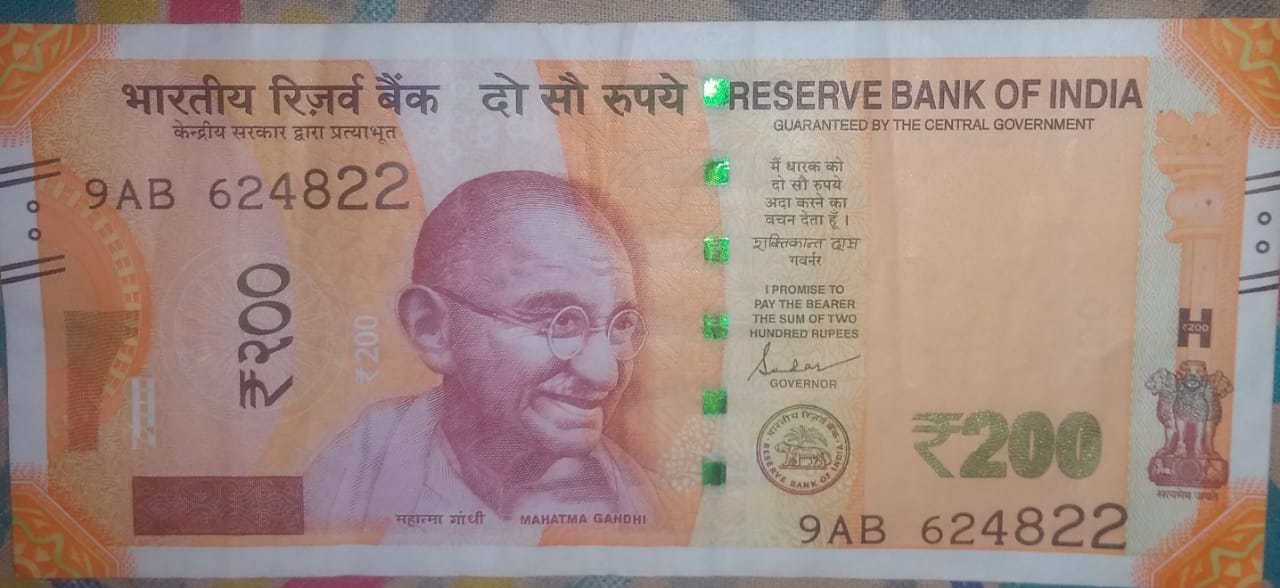 भारतीय रिज़र्व बैंक दो सौ रुपये RESERVE BANK OF INDIA
केन्द्रीय सरकार द्वारा प्रत्याभूत
GUARANTEED BY THE CENTRAL GOVERNMENT
9AB 624822
₹२००
₹200
मैं धारक को
दो सौ रुपये
अदा करने का
वचन देता हूँ ।
शक्तिकान्त दास
गवर्नर
I PROMISE TO
PAY THE BEARER
THE SUM OF TWO
HUNDRED RUPEES
GOVERNOR
भारतीय रिज़र्व बैंक
RESERVE BANK OF INDIA
₹200
₹200
सत्यमेव जयते
महात्मा गांधी MAHATMA GANDHI
9AB 624822